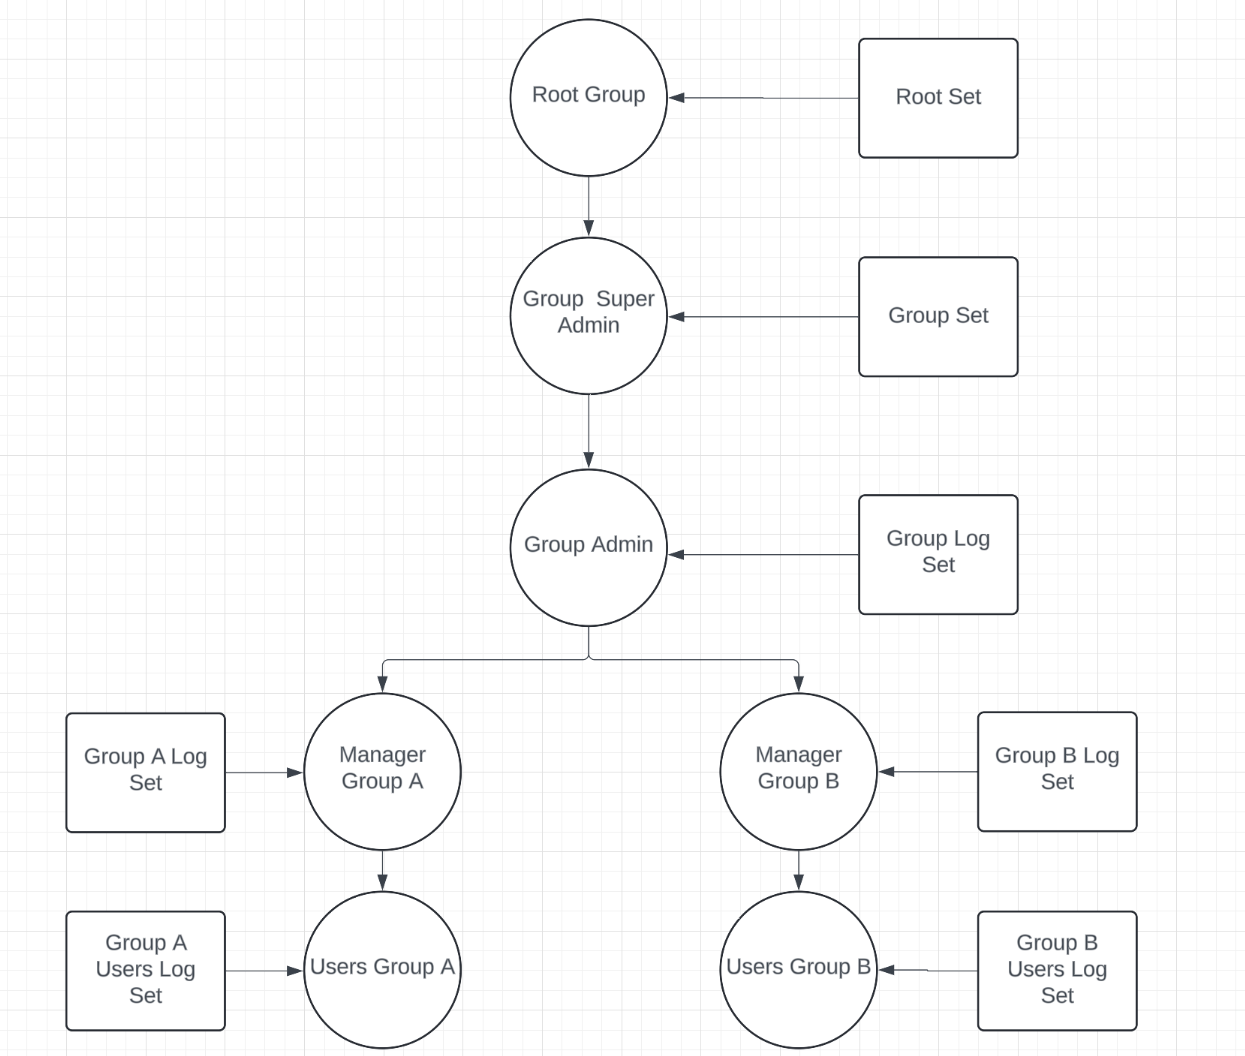 Root Group
Root Set
Group Super
Admin
Group Set
Group Admin
Group Log
Set
Group A Log
Set
Manager
Group A
Manager
Group B
Group B Log
Set
Group A
Users Log
Set
Users Group A
Users Group B
Group B
Users Log
Set